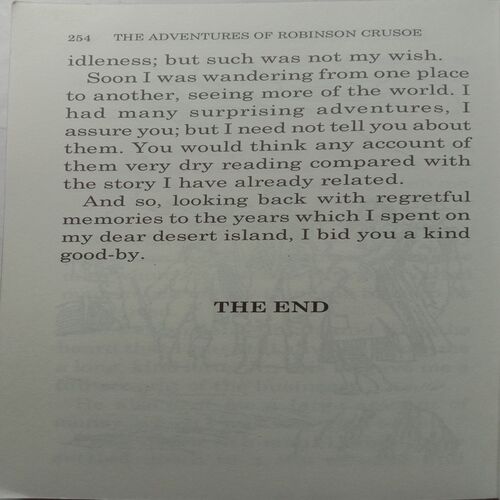 254 THE ADVENTURES OF ROBINSON CRUSOE
idleness; but such was not my wish.
Soon I was wandering from one place
to another, seeing more of the world. I
had many surprising adventures, I
assure you; but I need not tell you about
them. You would think any account of
them very dry reading compared with
the story I have already related.
And so, looking back with regretful
memories to the years which I spent on
my dear desert island, I bid you a kind
good-by.
THE END